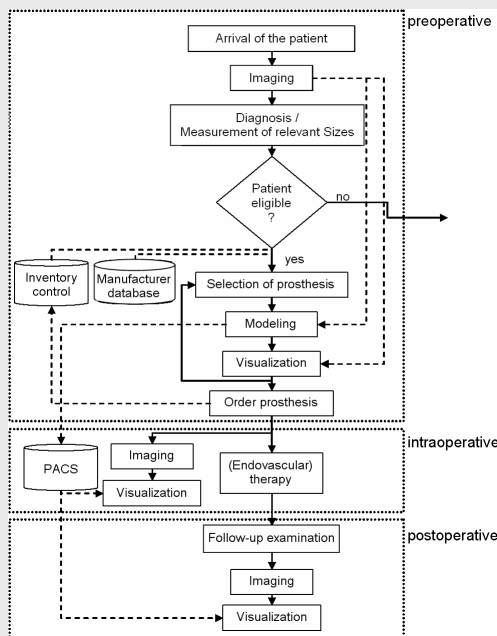 preoperative
Arrival of the patient
Imaging
Diagnosis /
Measurement of relevant Sizes
Patient
eligible
?
no
yes
Inventory
control
Manufacturer
database
Selection of prosthesis
Modeling
Visualization
Order prosthesis
intraoperative
PACS
Imaging
Visualization
(Endovascular)
therapy
postoperative
Follow-up examination
Imaging
Visualization